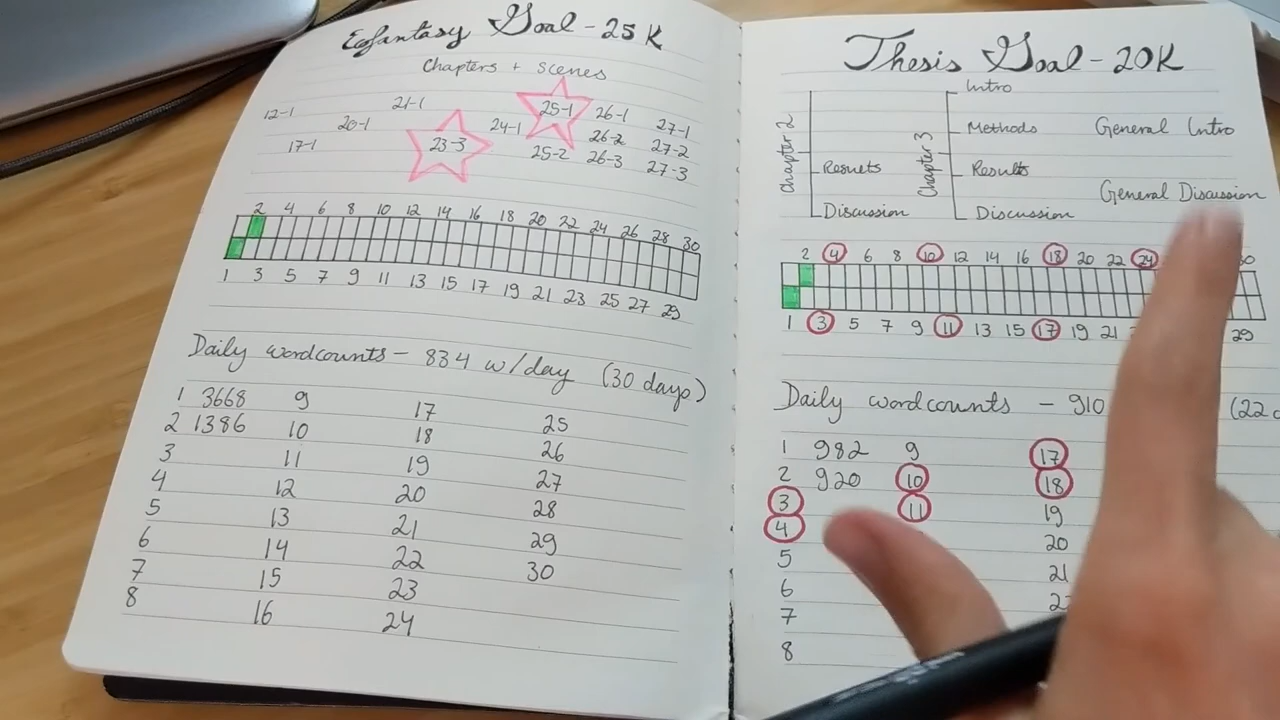 Ecofantasy Goal - 25K
Chapters + Scenes
12-1 17-1 20-1 21-1 23-3 24-1 25-1 25-2 26-1 26-2 26-3 27-1 27-2 27-3
2 4 6 8 10 12 14 16 18 20 22 24 26 28 30
1 3 5 7 9 11 13 15 17 19 21 23 25 27 29
Daily wordcounts - 834 w/day (30 days)
1 3668 9 17 25
2 1386 10 18 26
3 11 19 27
4 12 20 28
5 13 21 29
6 14 22 30
7 15 23
8 16 24
Thesis Goal - 20K
Chapter 2
Results
Discussion
Chapter 3
Intro
Methods
Results
Discussion
General Intro
General Discussion
2 4 6 8 10 12 14 16 18 20 22 24
1 3 5 7 9 11 13 15 17 19 21 29
Daily wordcounts - 910 (22
1 982 9 17
2 920 10 18
3 11 19
4 20
5 21
6
7
8